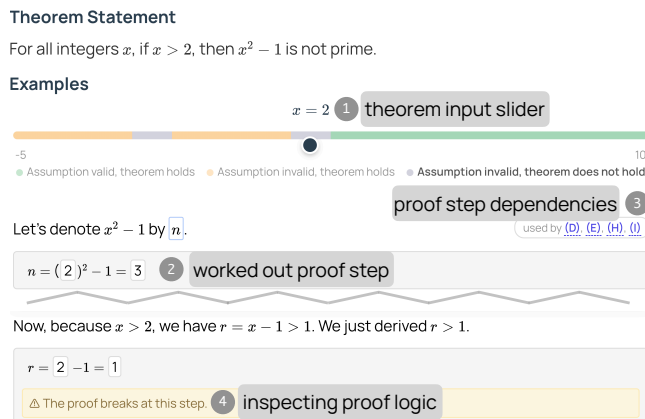 Theorem Statement
For all integers x, if x > 2, then x² − 1 is not prime.
Examples
x = 2 1 theorem input slider
-5 10
Assumption valid, theorem holds Assumption invalid, theorem holds Assumption invalid, theorem does not hold
proof step dependencies 3
Let's denote x² − 1 by n. used by (D), (E), (H), (I)
n = (2)² − 1 = 3 2 worked out proof step
Now, because x > 2, we have r = x − 1 > 1. We just derived r > 1.
r = 2 −1 = 1
⚠ The proof breaks at this step. 4 inspecting proof logic